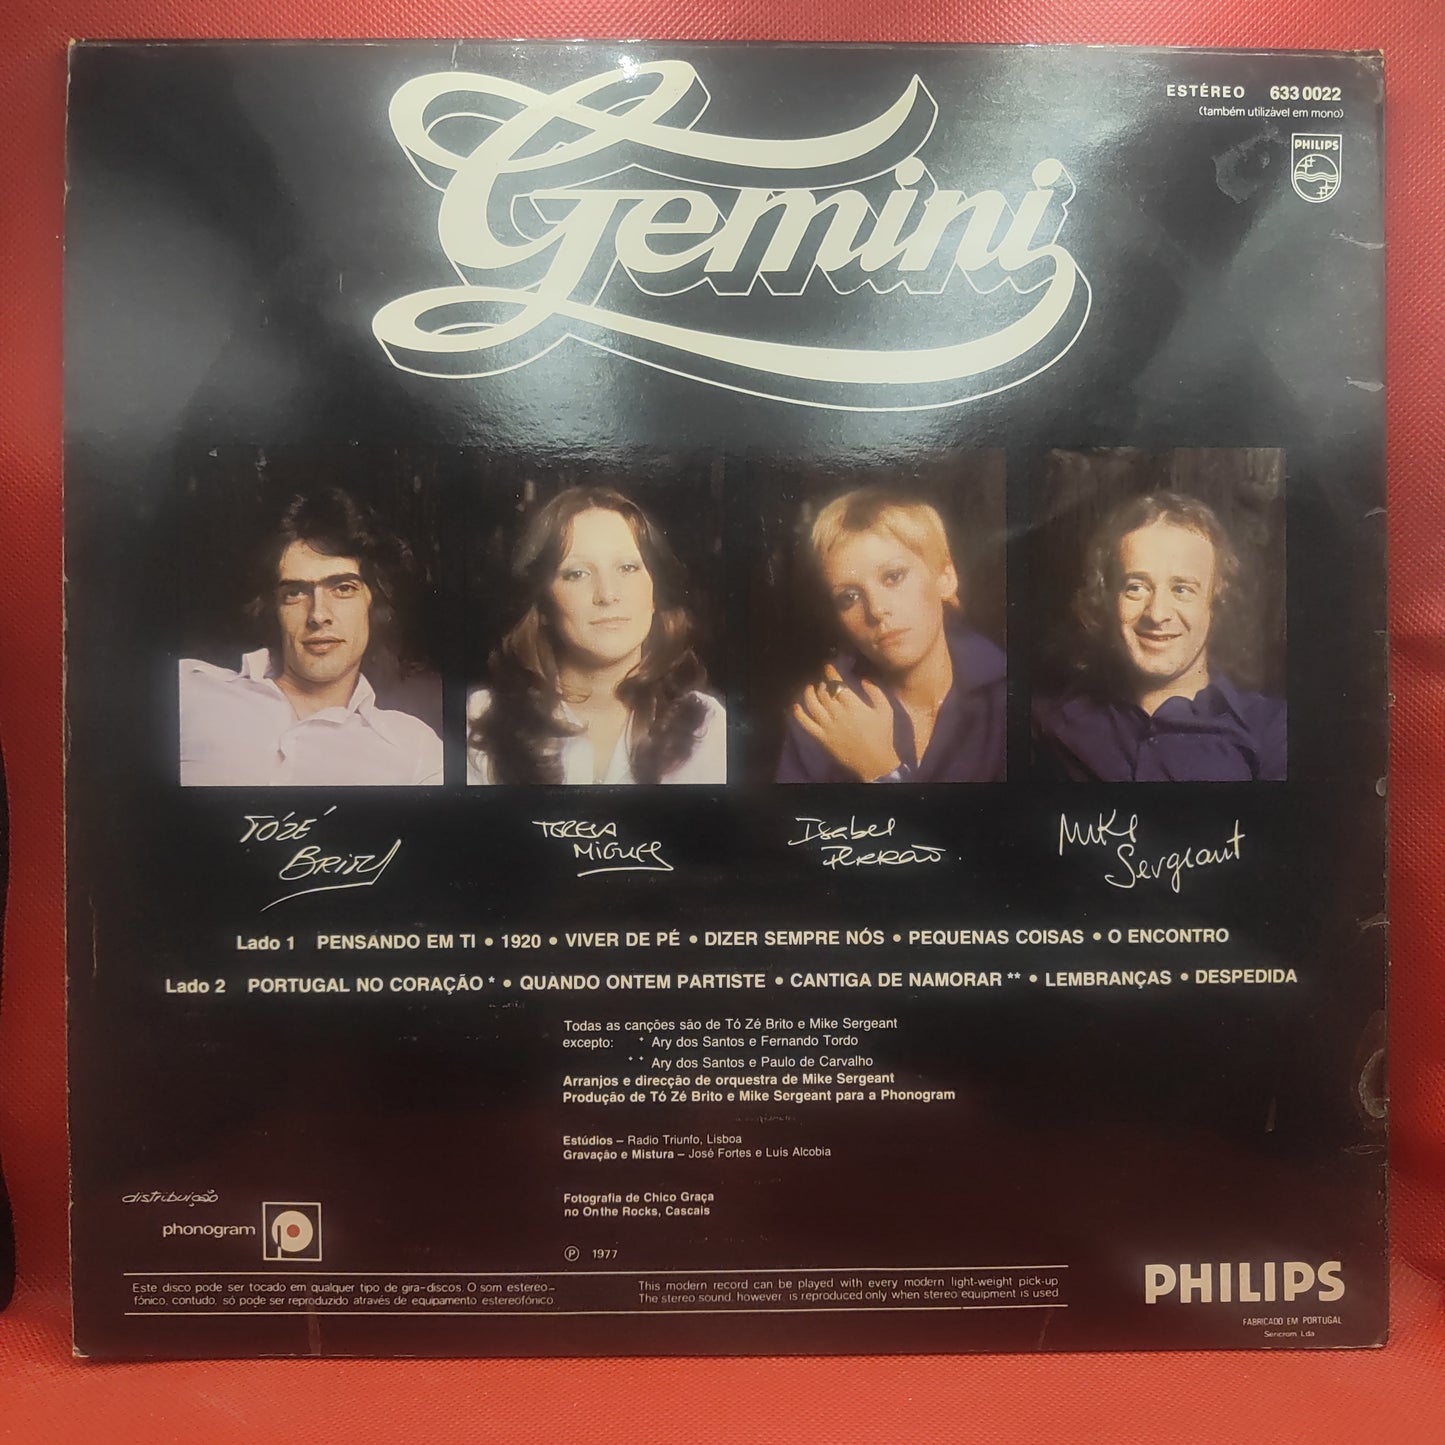 Gemini
ESTÉREO 633 0022
(também utilizável em mono)
PHILIPS
TÓZÉ BRITO
TERESA MIGUEL
Isabel FERRÃO.
Mike Sergeant
Lado 1 PENSANDO EM TI • 1920 • VIVER DE PÉ • DIZER SEMPRE NÓS • PEQUENAS COISAS • O ENCONTRO
Lado 2 PORTUGAL NO CORAÇÃO * • QUANDO ONTEM PARTISTE • CANTIGA DE NAMORAR ** • LEMBRANÇAS • DESPEDIDA
Todas as canções são de Tó Zé Brito e Mike Sergeant
excepto: * Ary dos Santos e Fernando Tordo
** Ary dos Santos e Paulo de Carvalho
Arranjos e direcção de orquestra de Mike Sergeant
Produção de Tó Zé Brito e Mike Sergeant para a Phonogram
Estúdios – Radio Triunfo, Lisboa
Gravação e Mistura – José Fortes e Luis Alcobia
Fotografia de Chico Graça
no On the Rocks, Cascais
℗ 1977
distribuição
phonogram
Este disco pode ser tocado em qualquer tipo de gira-discos. O som estereo-
fónico, contudo, só pode ser reproduzido através de equipamento estereofónico
This modern record can be played with every modern light-weight pick-up
The stereo sound, however, is reproduced only when stereo equipment is used
PHILIPS
FABRICADO EM PORTUGAL
Sericrom Lda